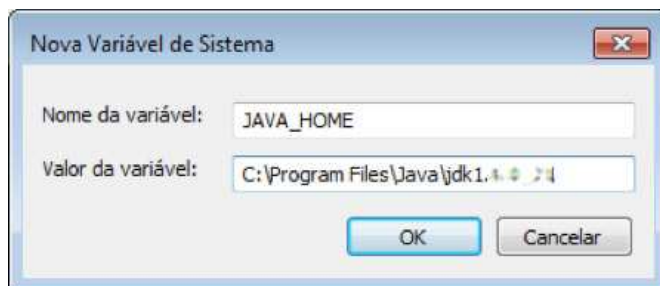 Nova Variável de Sistema
Nome da variável:
JAVA_HOME
Valor da variável:
C:\Program Files\Java\jdk1.
OK
Cancelar